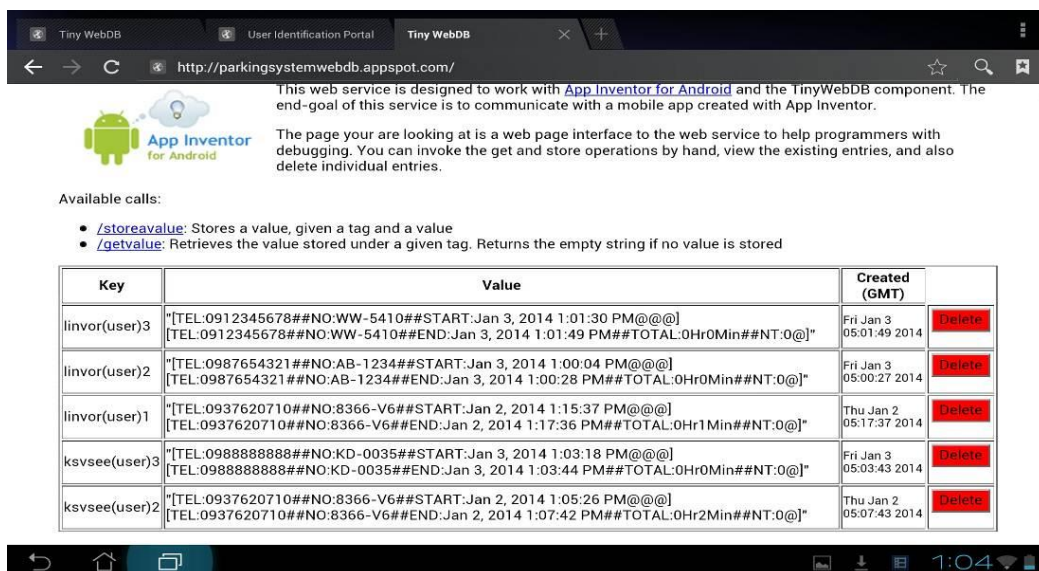 Tiny WebDB
User Identification Portal
Tiny WebDB
http://parkingsystemwebdb.appspot.com/
This web service is designed to work with App Inventor for Android and the TinyWebDB component. The
end-goal of this service is to communicate with a mobile app created with App Inventor.
App Inventor
for Android
The page your are looking at is a web page interface to the web service to help programmers with
debugging. You can invoke the get and store operations by hand, view the existing entries, and also
delete individual entries.
Available calls:
/storeavalue: Stores a value, given a tag and a value
/getvalue: Retrieves the value stored under a given tag. Returns the empty string if no value is stored
Key
Value
Created
(GMT)
linvor(user)3
"[TEL:0912345678##NO:WW-5410##START:Jan 3, 2014 1:01:30 PM@@@]
[TEL:0912345678##NO:WW-5410##END:Jan 3, 2014 1:01:49 PM##TOTAL:0Hr0Min##NT:0@]"
Fri Jan 3
05:01:49 2014
Delete
linvor(user)2
"[TEL:0987654321##NO:AB-1234##START:Jan 3, 2014 1:00:04 PM@@@]
[TEL:0987654321##NO:AB-1234##END:Jan 3, 2014 1:00:28 PM##TOTAL:0Hr0Min##NT:0@]"
Fri Jan 3
05:00:27 2014
Delete
linvor(user)1
"[TEL:0937620710##NO:8366-V6##START:Jan 2, 2014 1:15:37 PM@@@]
[TEL:0937620710##NO:8366-V6##END:Jan 2, 2014 1:17:36 PM##TOTAL:0Hr1Min##NT:0@]"
Thu Jan 2
05:17:37 2014
Delete
ksvsee(user)3
"[TEL:0988888888##NO:KD-0035##START:Jan 3, 2014 1:03:18 PM@@@]
[TEL:0988888888##NO:KD-0035##END:Jan 3, 2014 1:03:44 PM##TOTAL:0Hr0Min##NT:0@]"
Fri Jan 3
05:03:43 2014
Delete
ksvsee(user)2
"[TEL:0937620710##NO:8366-V6##START:Jan 2, 2014 1:05:26 PM@@@]
[TEL:0937620710##NO:8366-V6##END:Jan 2, 2014 1:07:42 PM##TOTAL:0Hr2Min##NT:0@]"
Thu Jan 2
05:07:43 2014
Delete
1:04